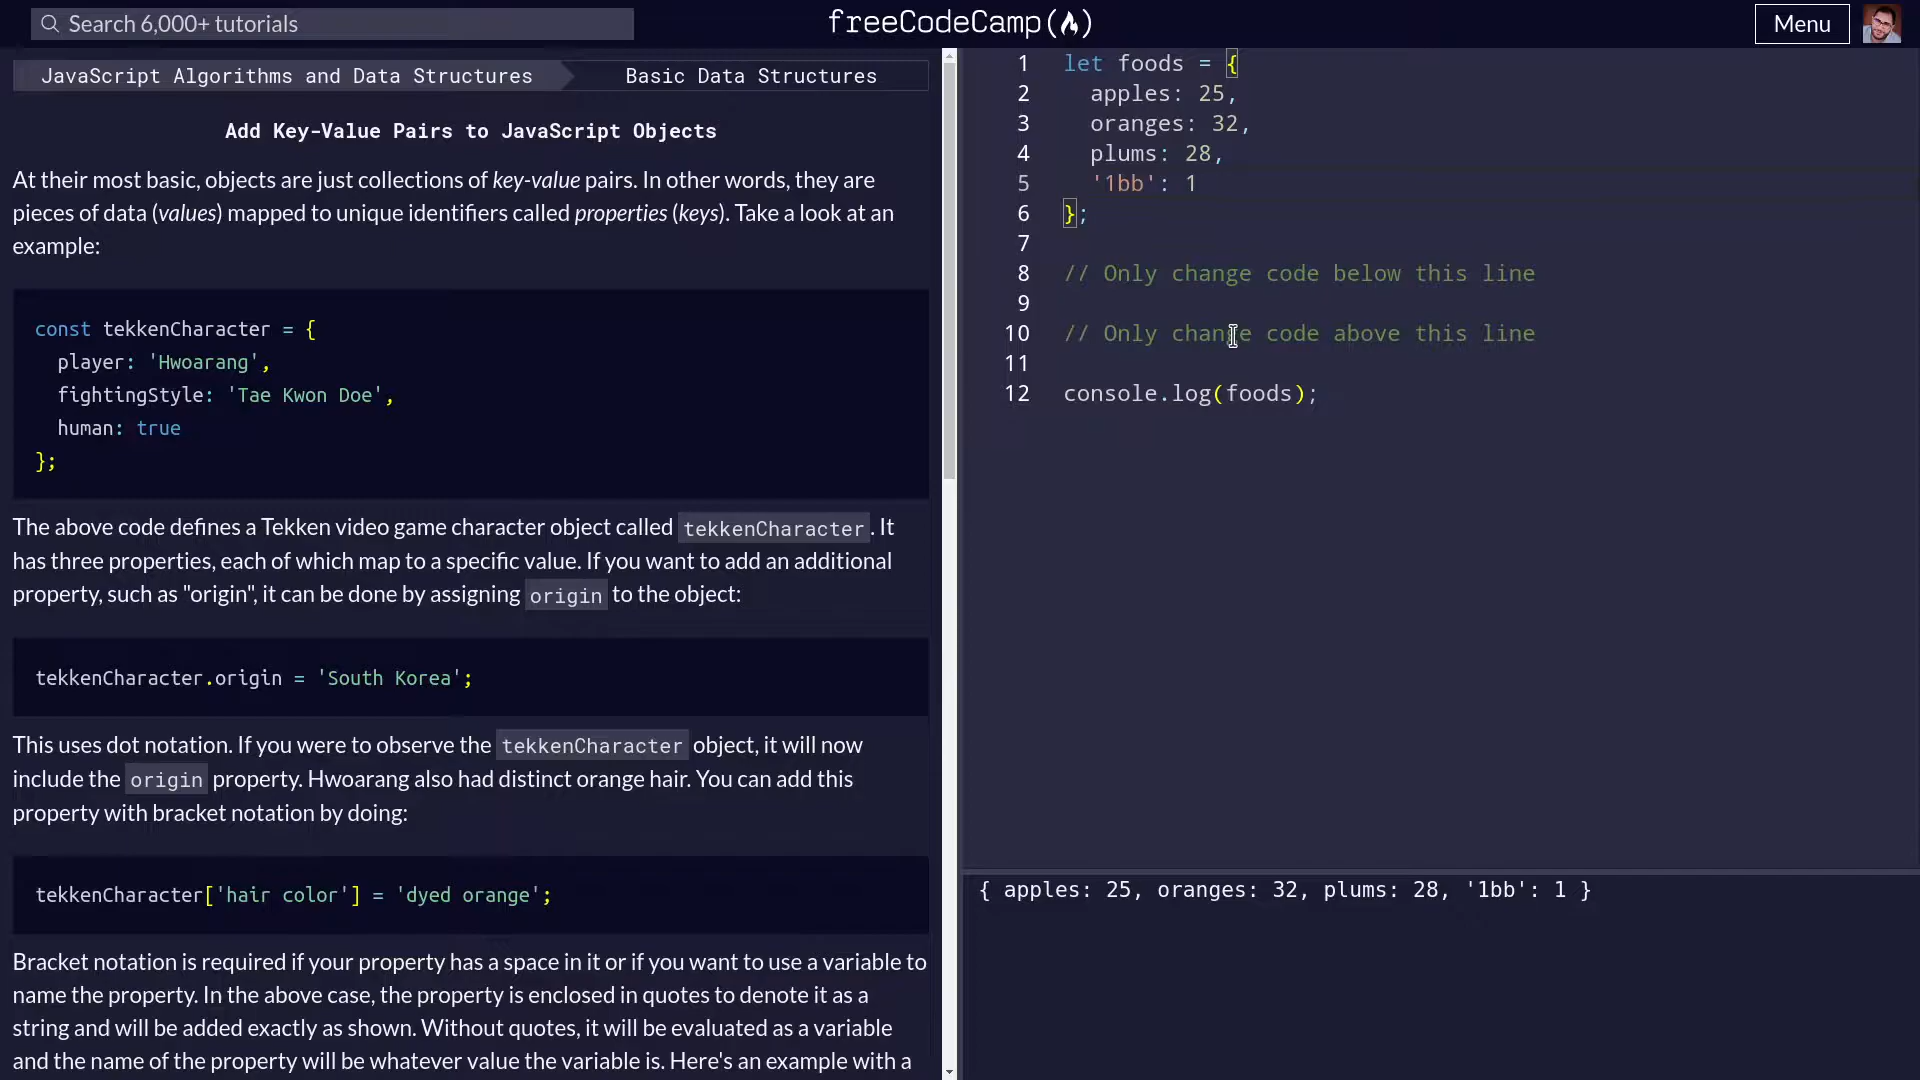 Search 6,000+ tutorials
freeCodeCamp(
Menu
JavaScript Algorithms and Data Structures
Basic Data Structures
Add Key-Value Pairs to JavaScript Objects
At their most basic, objects are just collections of key-value pairs. In other words, they are
pieces of data (values) mapped to unique identifiers called properties (keys). Take a look at an
example:
const tekkenCharacter = {
  player: 'Hwoarang',
  fightingStyle: 'Tae Kwon Doe',
  human: true
};
The above code defines a Tekken video game character object called tekkenCharacter. It
has three properties, each of which map to a specific value. If you want to add an additional
property, such as "origin", it can be done by assigning origin to the object:
tekkenCharacter.origin = 'South Korea';
This uses dot notation. If you were to observe the tekkenCharacter object, it will now
include the origin property. Hwoarang also had distinct orange hair. You can add this
property with bracket notation by doing:
tekkenCharacter['hair color'] = 'dyed orange';
Bracket notation is required if your property has a space in it or if you want to use a variable to
name the property. In the above case, the property is enclosed in quotes to denote it as a
string and will be added exactly as shown. Without quotes, it will be evaluated as a variable
and the name of the property will be whatever value the variable is. Here's an example with a
1 let foods = {
2   apples: 25,
3   oranges: 32,
4   plums: 28,
5   '1bb': 1
6 };
7
8 // Only change code below this line
9
10 // Only change code above this line
11
12 console.log(foods);
{ apples: 25, oranges: 32, plums: 28, '1bb': 1 }